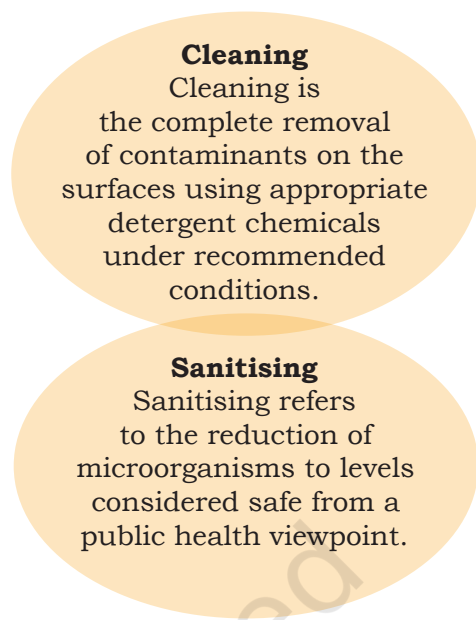 Cleaning
Cleaning is
the complete removal
of contaminants on the
surfaces using appropriate
detergent chemicals
under recommended
conditions.
Sanitising
Sanitising refers
to the reduction of
microorganisms to levels
considered safe from a
public health viewpoint.